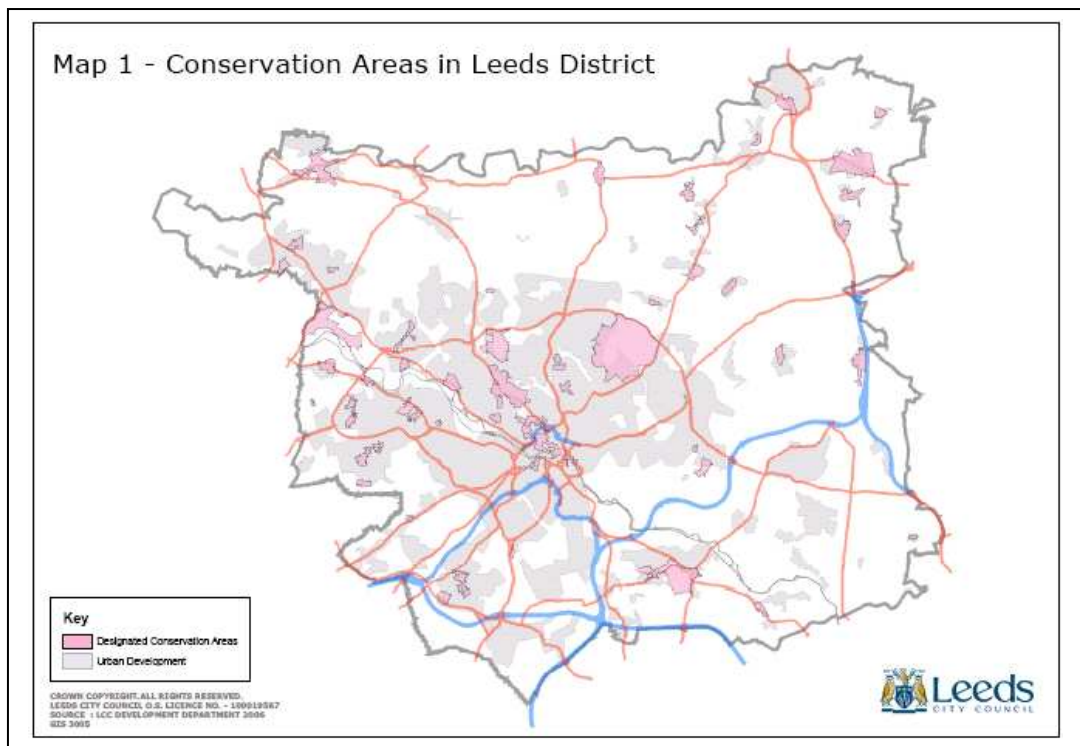 Map 1 - Conservation Areas in Leeds District
Key
Designated Conservation Areas
Urban Development
CROWN COPYRIGHT. ALL RIGHTS RESERVED.
LEEDS CITY COUNCIL O.S. LICENCE NO. - 100019567
SOURCE : LCC DEVELOPMENT DEPARTMENT 2006
GIS 3005
Leeds
CITY COUNCIL